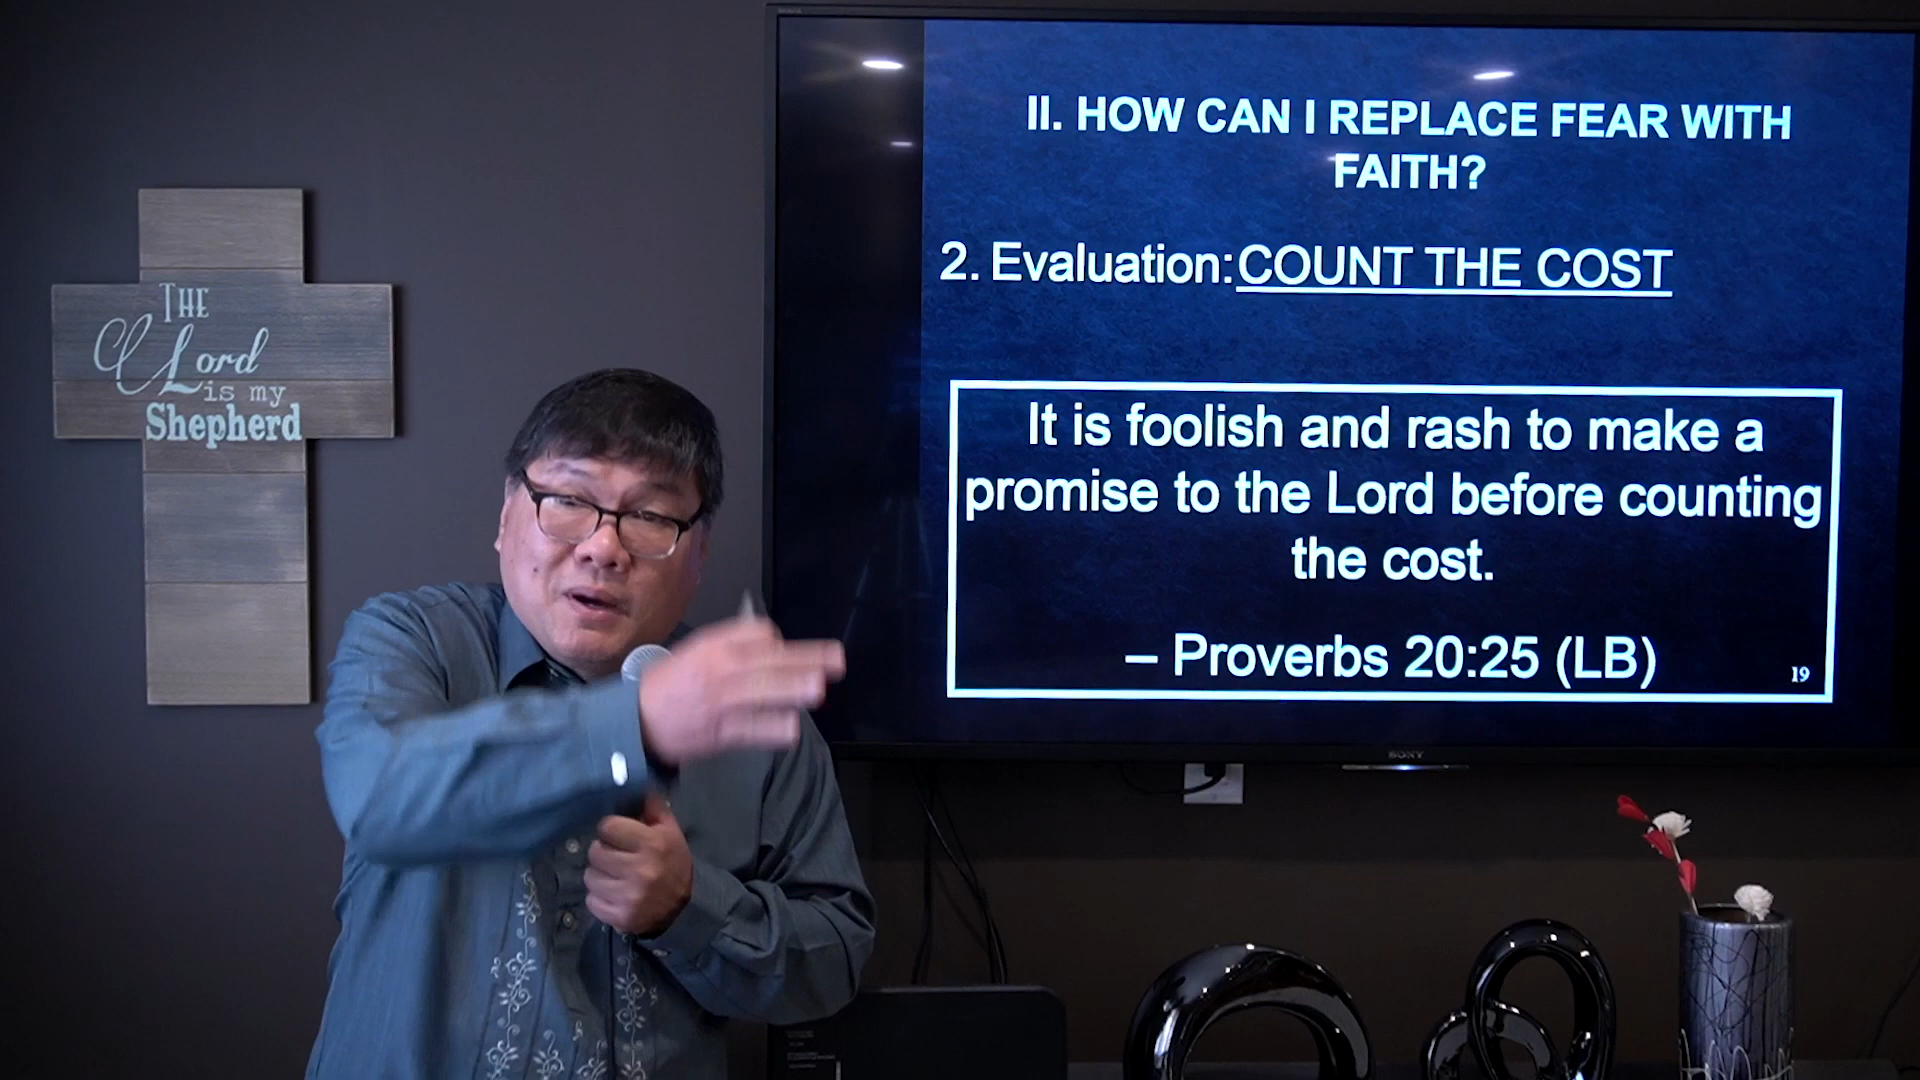 II. HOW CAN I REPLACE FEAR WITH
FAITH?
2. Evaluation:COUNT THE COST
It is foolish and rash to make a
promise to the Lord before counting
the cost.
– Proverbs 20:25 (LB)
19
THE
Lord
is my
Shepherd
SONY